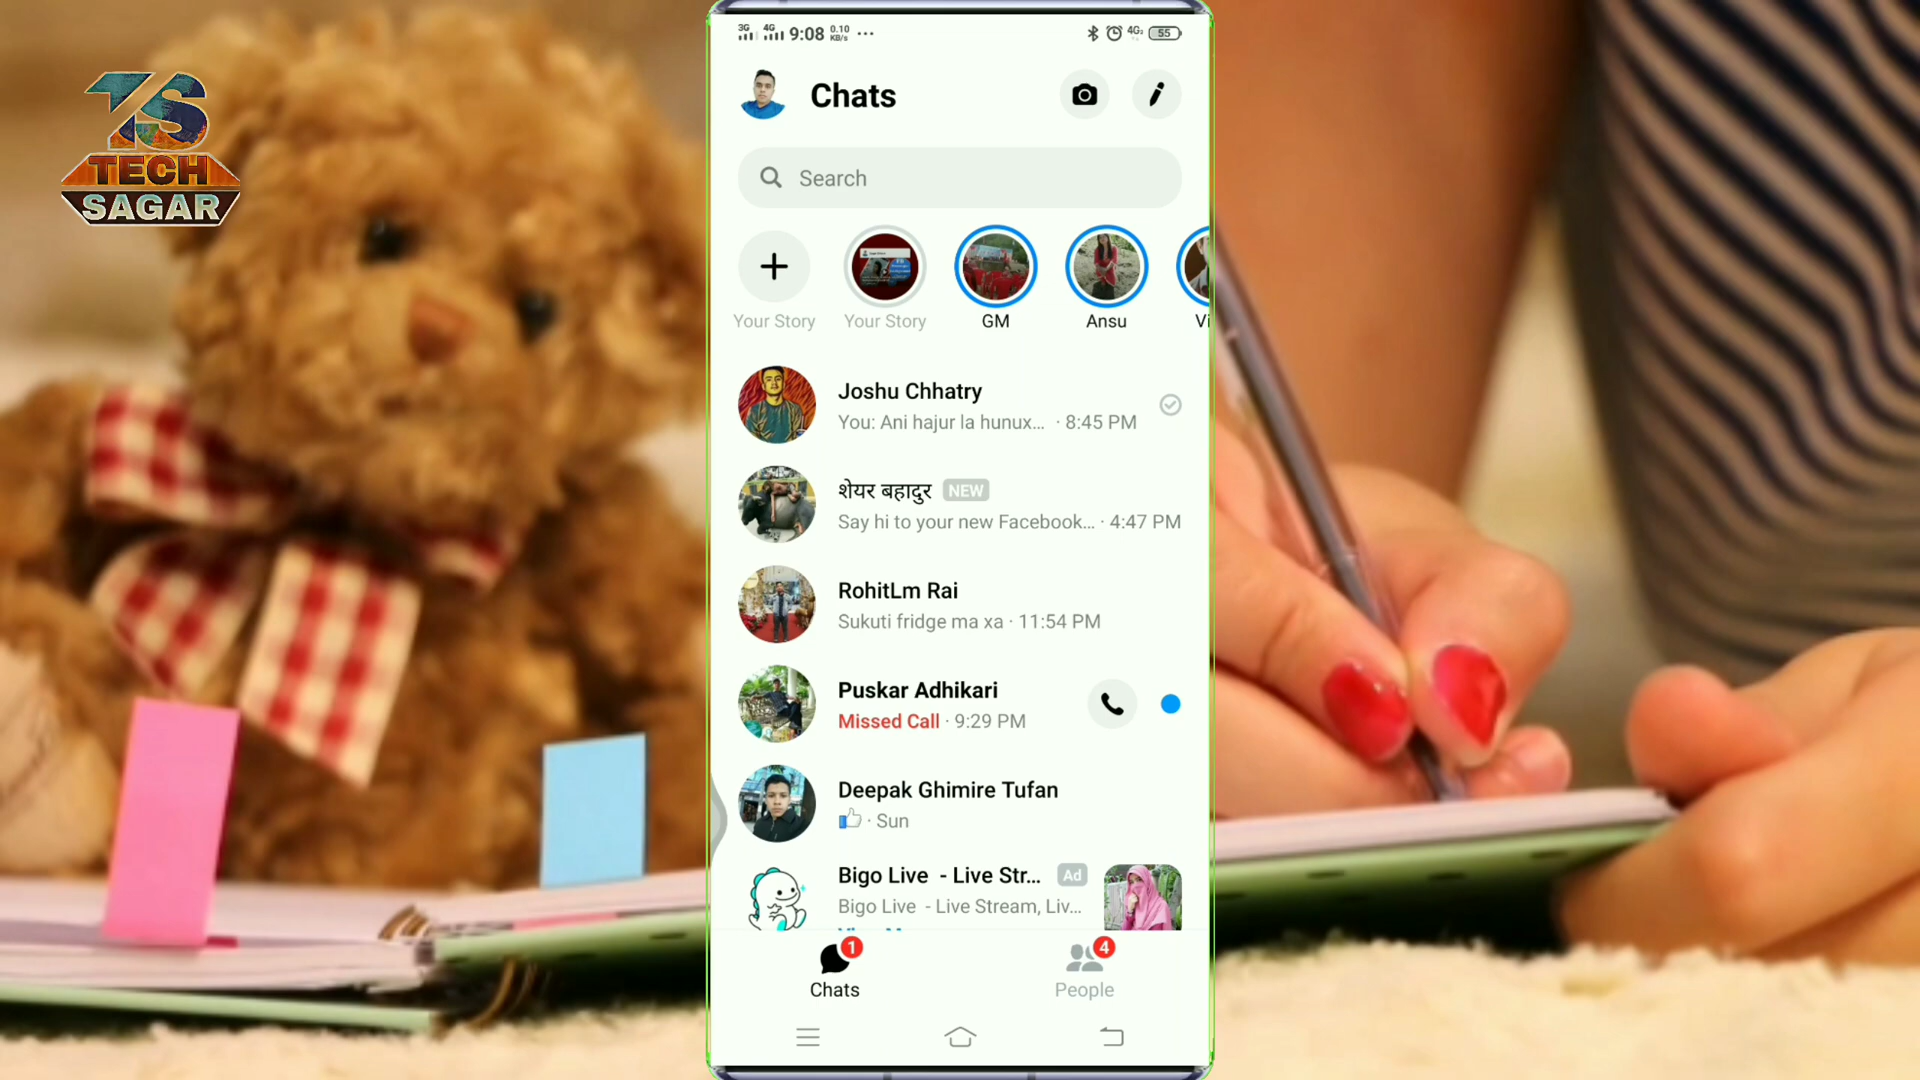 TS
TECH
SAGAR
3G 4G 9:08 0.10 KB/s ... 4G 55
Chats
Search
Your Story
Your Story
GM
Ansu
Vi
Joshu Chhatry
You: Ani hajur la hunux... · 8:45 PM
शेयर बहादुर NEW
Say hi to your new Facebook... · 4:47 PM
RohitLm Rai
Sukuti fridge ma xa · 11:54 PM
Puskar Adhikari
Missed Call · 9:29 PM
Deepak Ghimire Tufan
· Sun
Bigo Live - Live Str... Ad
Bigo Live - Live Stream, Liv...
1
Chats
4
People